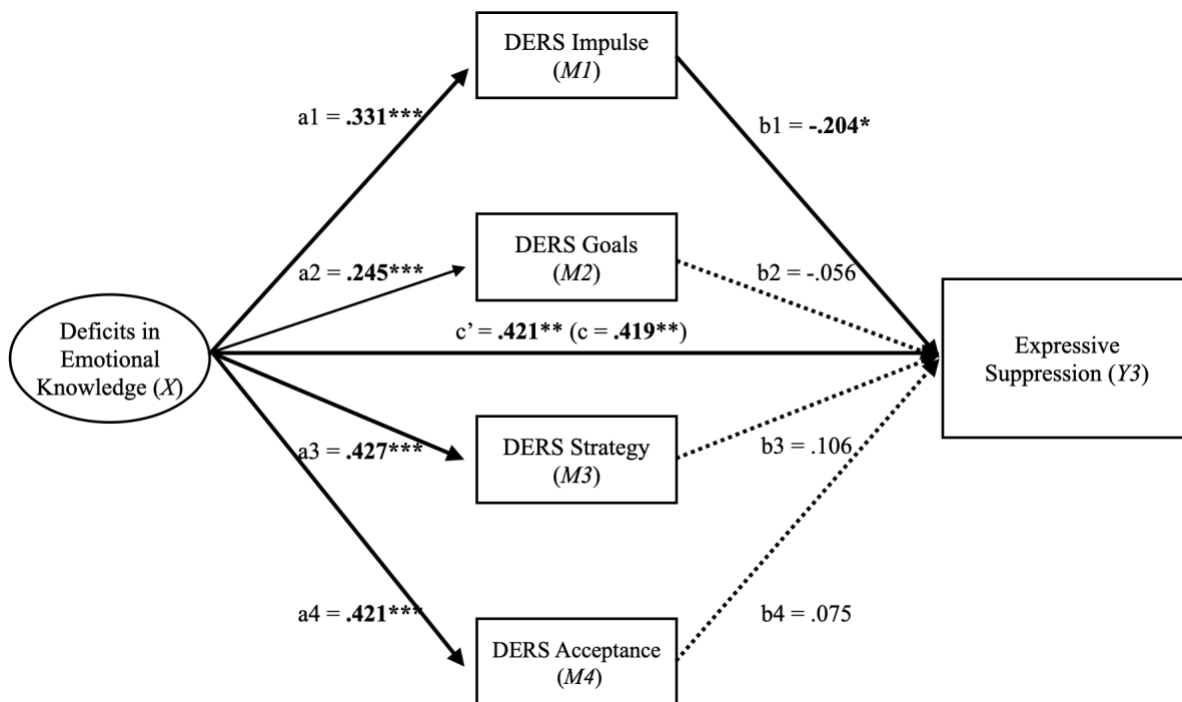 DERS Impulse
(M1)
a1 = .331***
b1 = -.204*
DERS Goals
(M2)
a2 = .245***
b2 = -.056
c’ = .421** (c = .419**)
Deficits in
Emotional
Knowledge (X)
Expressive
Suppression (Y3)
DERS Strategy
(M3)
a3 = .427***
b3 = .106
a4 = .421***
b4 = .075
DERS Acceptance
(M4)